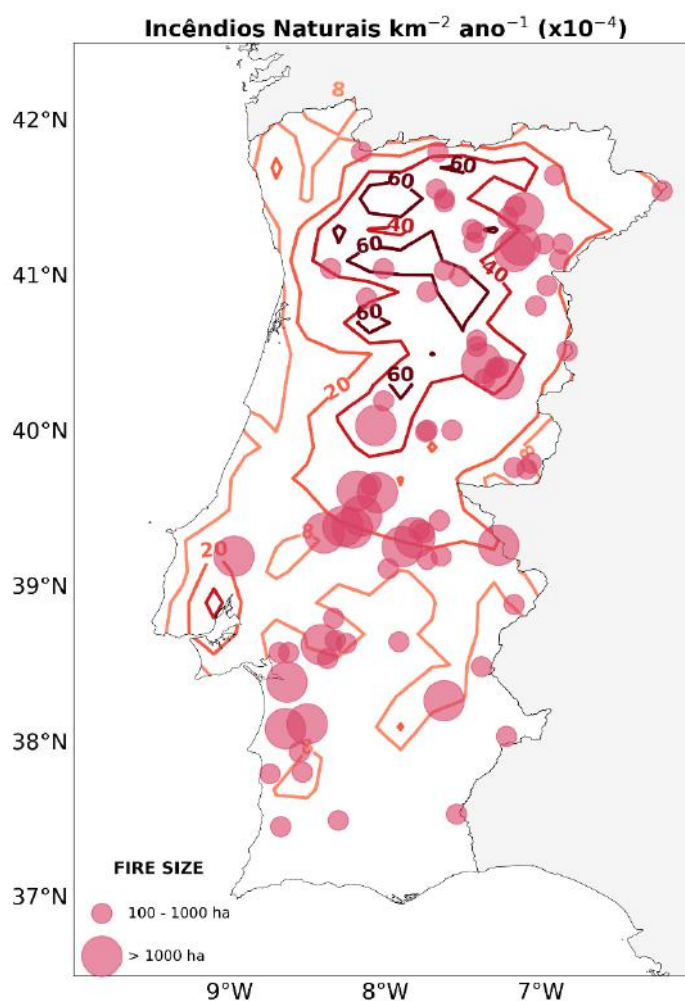 Incêndios Naturais km⁻² ano⁻¹ (x10⁻⁴)
8
42°N
60
60
40
41°N
60
40
60
60
20
40°N
8
8
20
39°N
38°N
8
FIRE SIZE
37°N
100 - 1000 ha
> 1000 ha
9°W 8°W 7°W